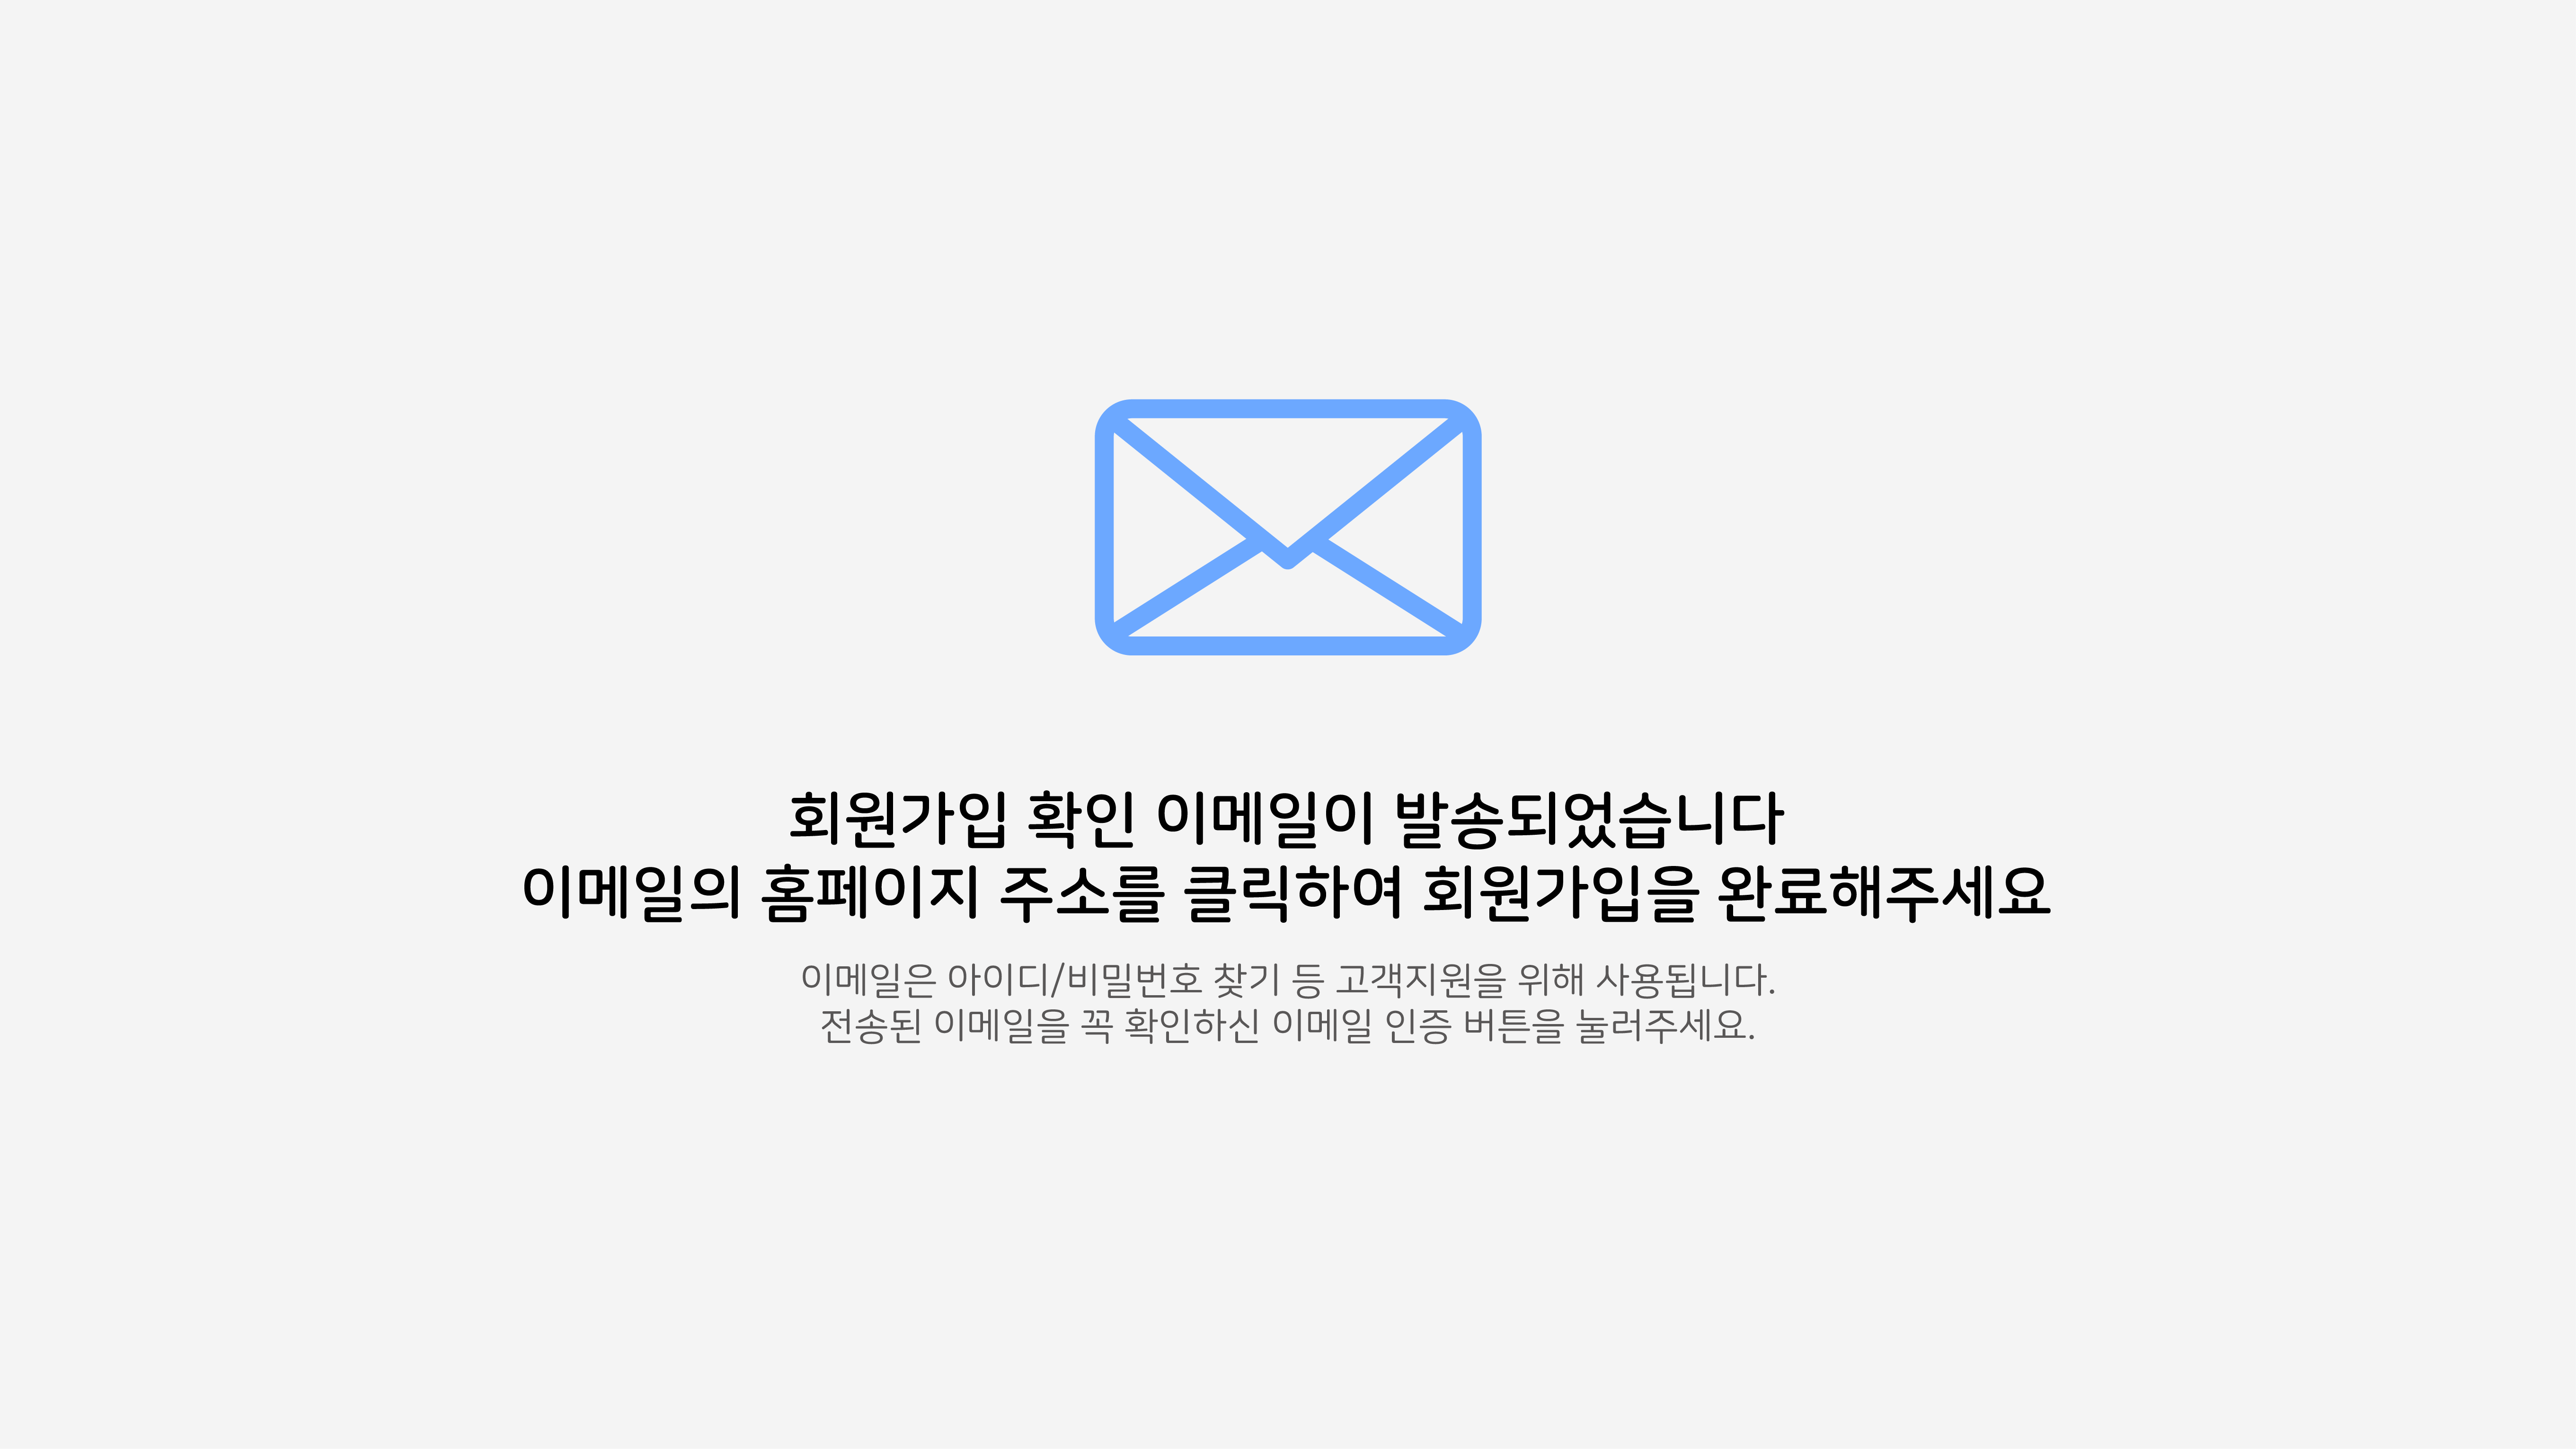 회원가입 확인 이메일이 발송되었습니다
이메일의 홈페이지 주소를 클릭하여 회원가입을 완료해주세요
이메일은 아이디/비밀번호 찾기 등 고객지원을 위해 사용됩니다.
전송된 이메일을 꼭 확인하신 이메일 인증 버튼을 눌러주세요.